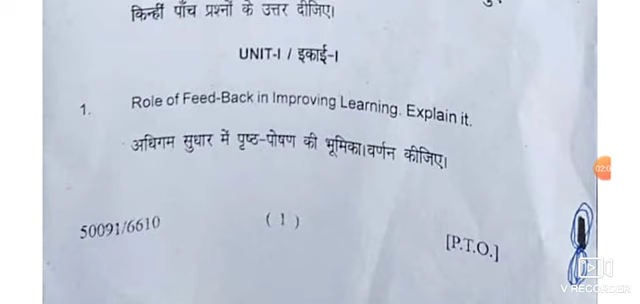 किन्हीं पाँच प्रश्नों के उत्तर दीजिए।
UNIT-I / इकाई-I
1. Role of Feed-Back in Improving Learning. Explain it.
अधिगम सुधार में पृष्ठ-पोषण की भूमिका।वर्णन कीजिए।
50091/6610 ( 1 ) [P.T.O.]
V RECORDER